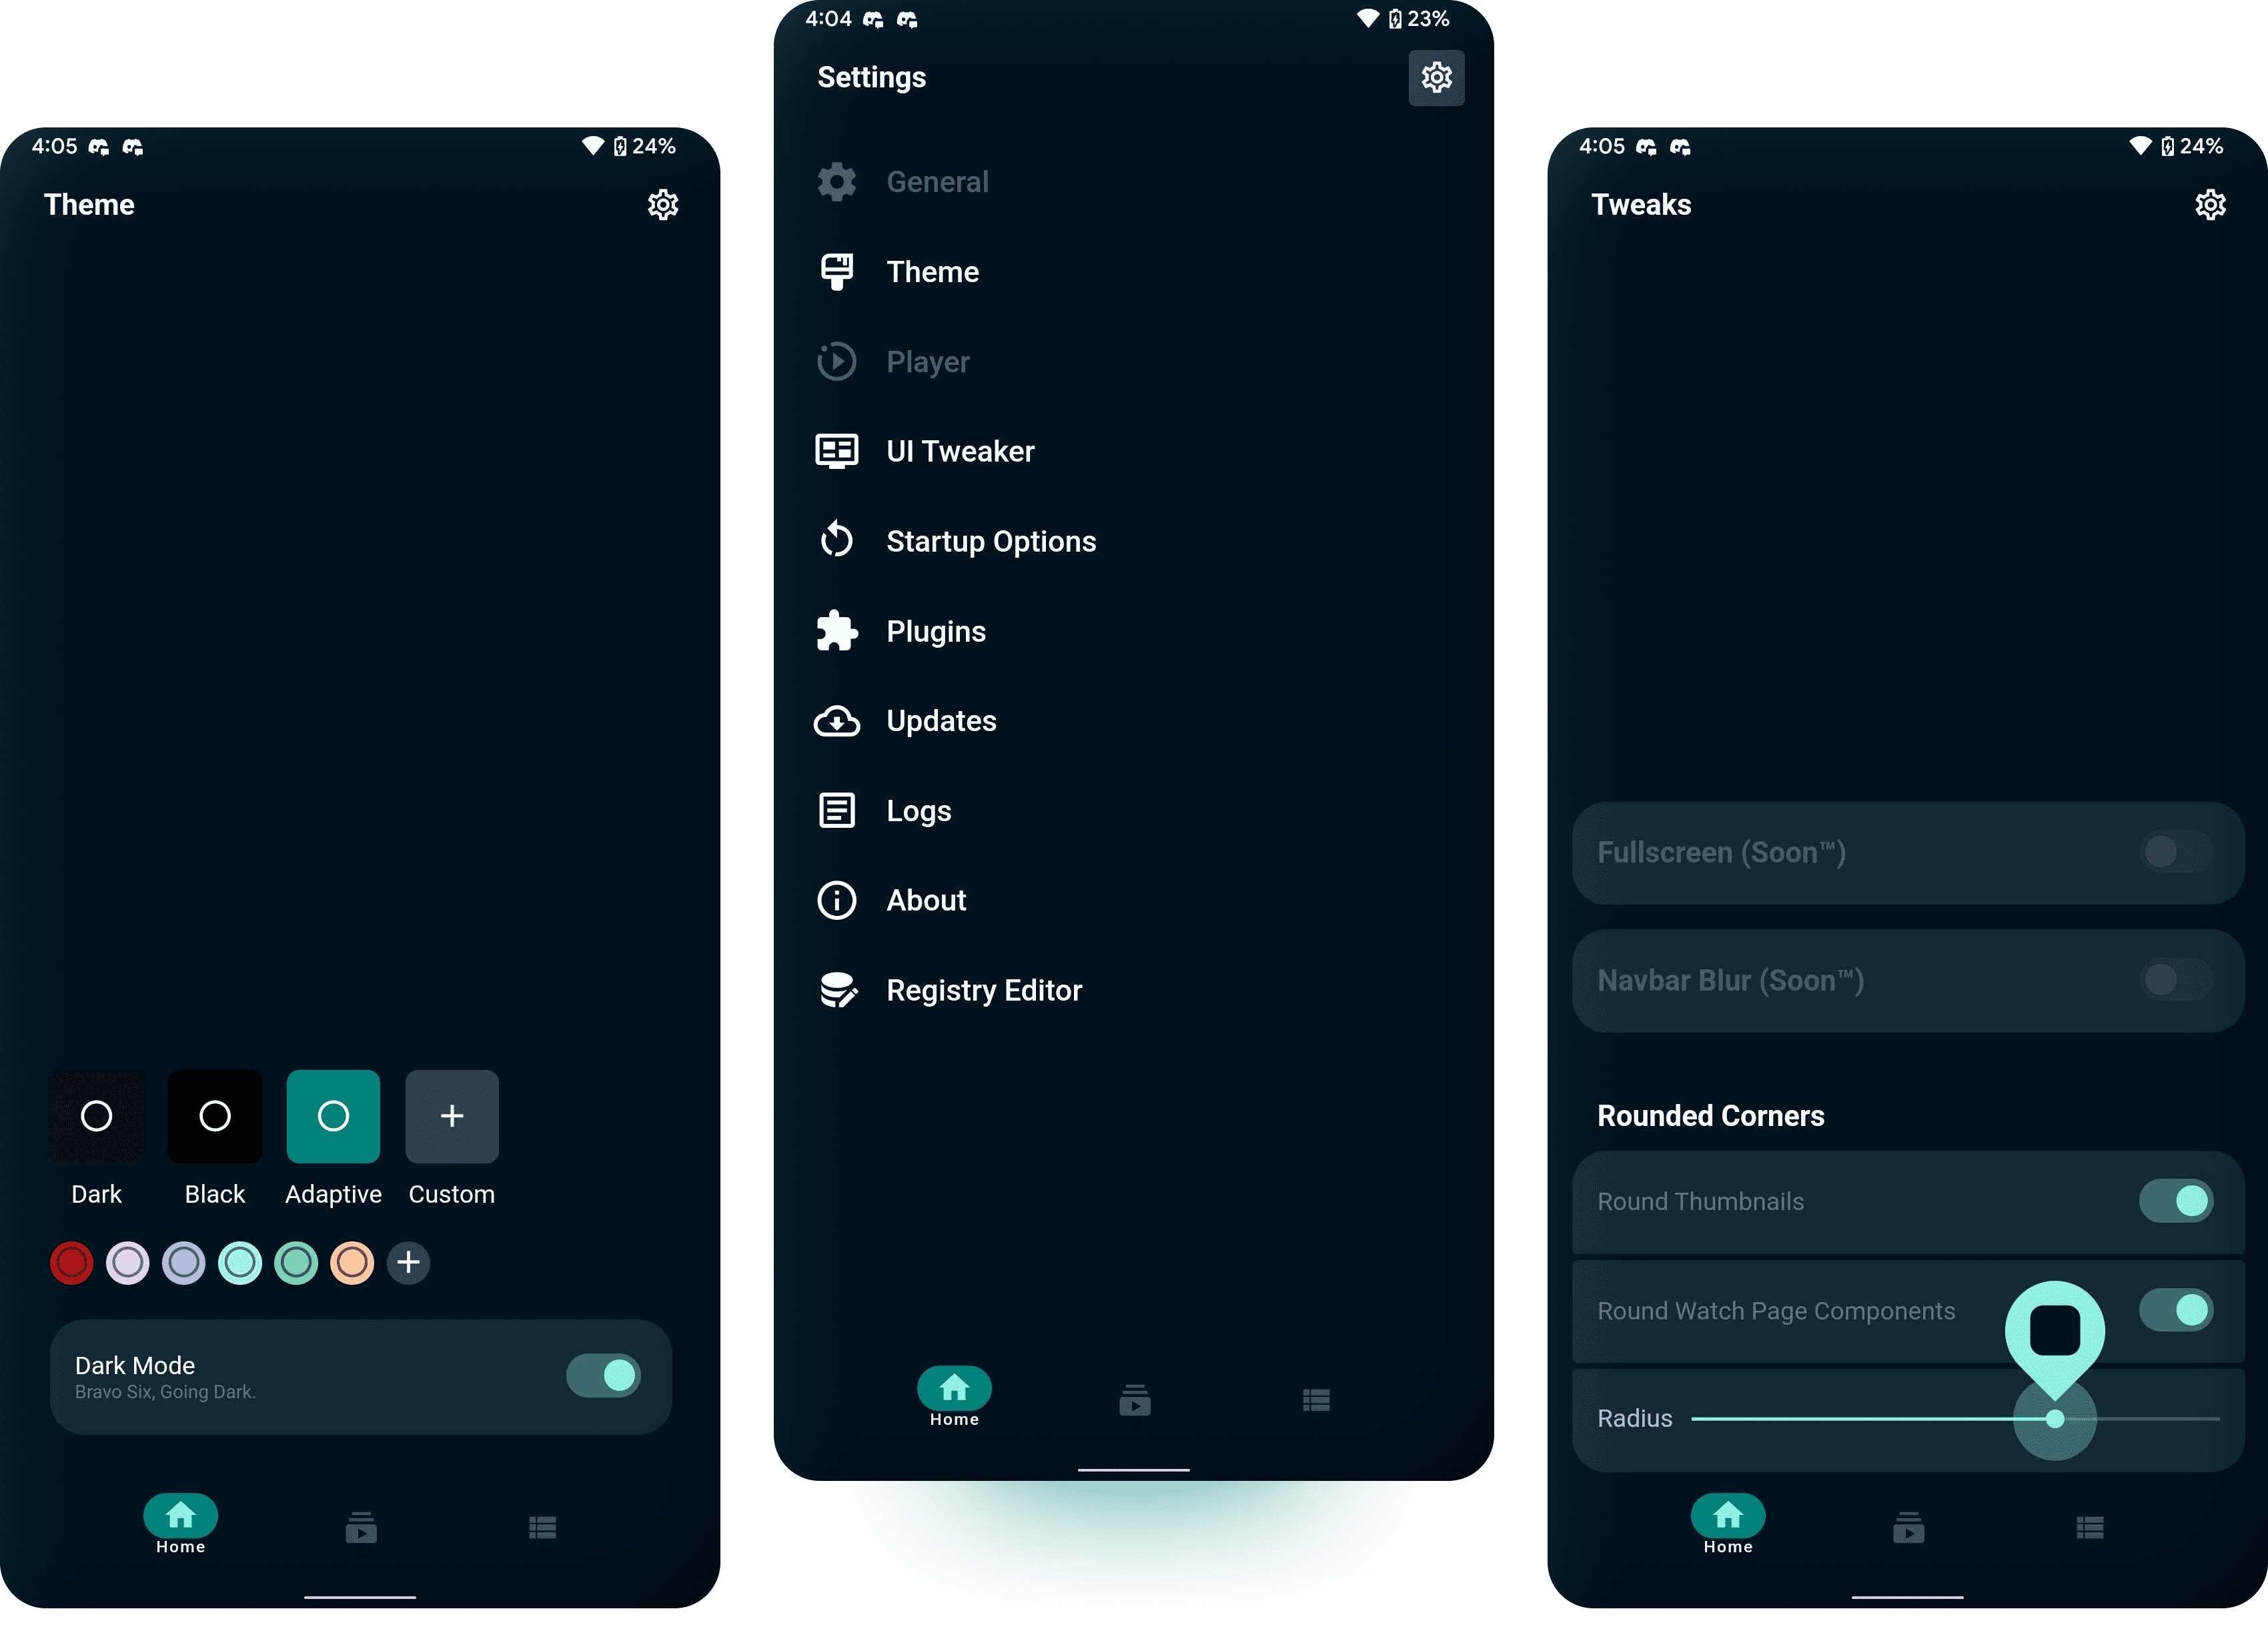 4:05
24%
Theme
Dark
Black
Adaptive
Custom
Dark Mode
Bravo Six, Going Dark.
Home
4:04
23%
Settings
General
Theme
Player
UI Tweaker
Startup Options
Plugins
Updates
Logs
About
Registry Editor
Home
4:05
24%
Tweaks
Fullscreen (Soon™)
Navbar Blur (Soon™)
Rounded Corners
Round Thumbnails
Round Watch Page Components
Radius
Home